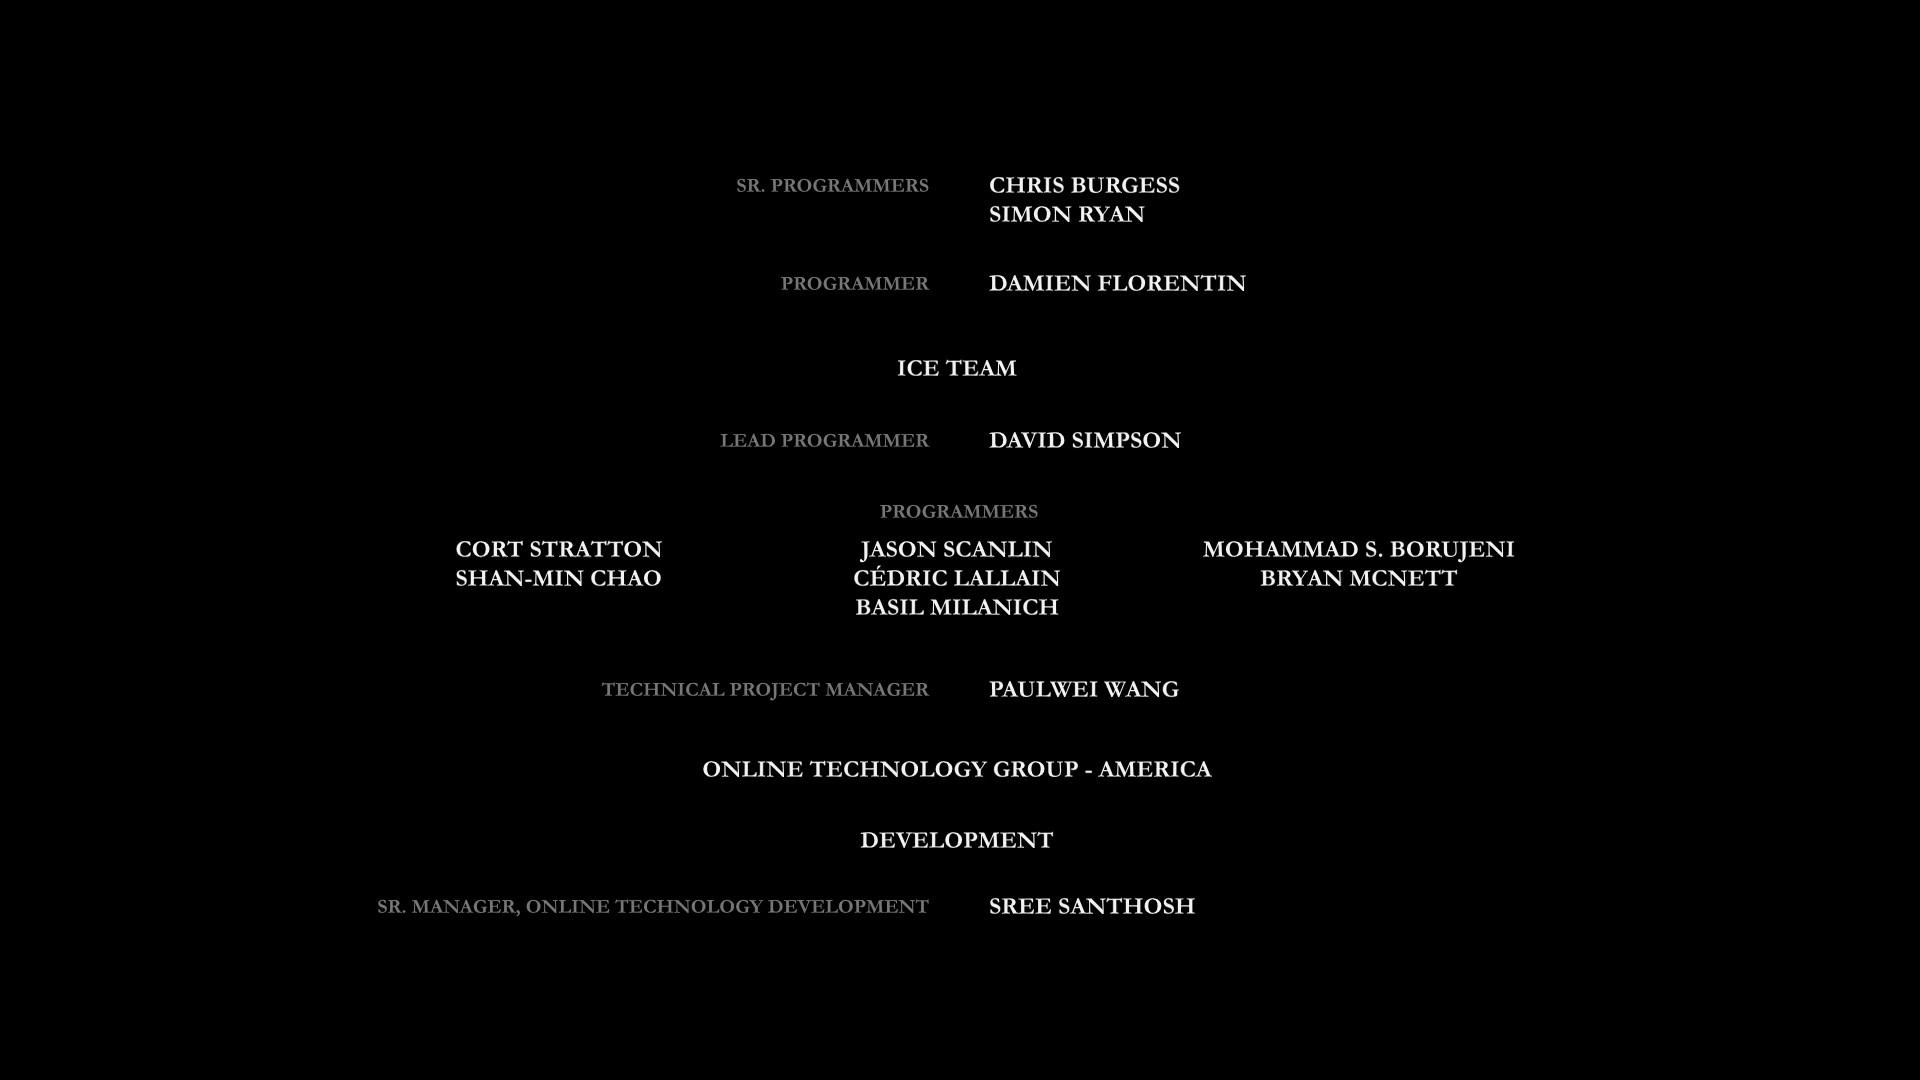 SR. PROGRAMMERS CHRIS BURGESS
SIMON RYAN
PROGRAMMER DAMIEN FLORENTIN
ICE TEAM
LEAD PROGRAMMER DAVID SIMPSON
PROGRAMMERS
CORT STRATTON JASON SCANLIN MOHAMMAD S. BORUJENI
SHAN-MIN CHAO CÉDRIC LALLAIN BRYAN MCNETT
BASIL MILANICH
TECHNICAL PROJECT MANAGER PAULWEI WANG
ONLINE TECHNOLOGY GROUP - AMERICA
DEVELOPMENT
SR. MANAGER, ONLINE TECHNOLOGY DEVELOPMENT SREE SANTHOSH